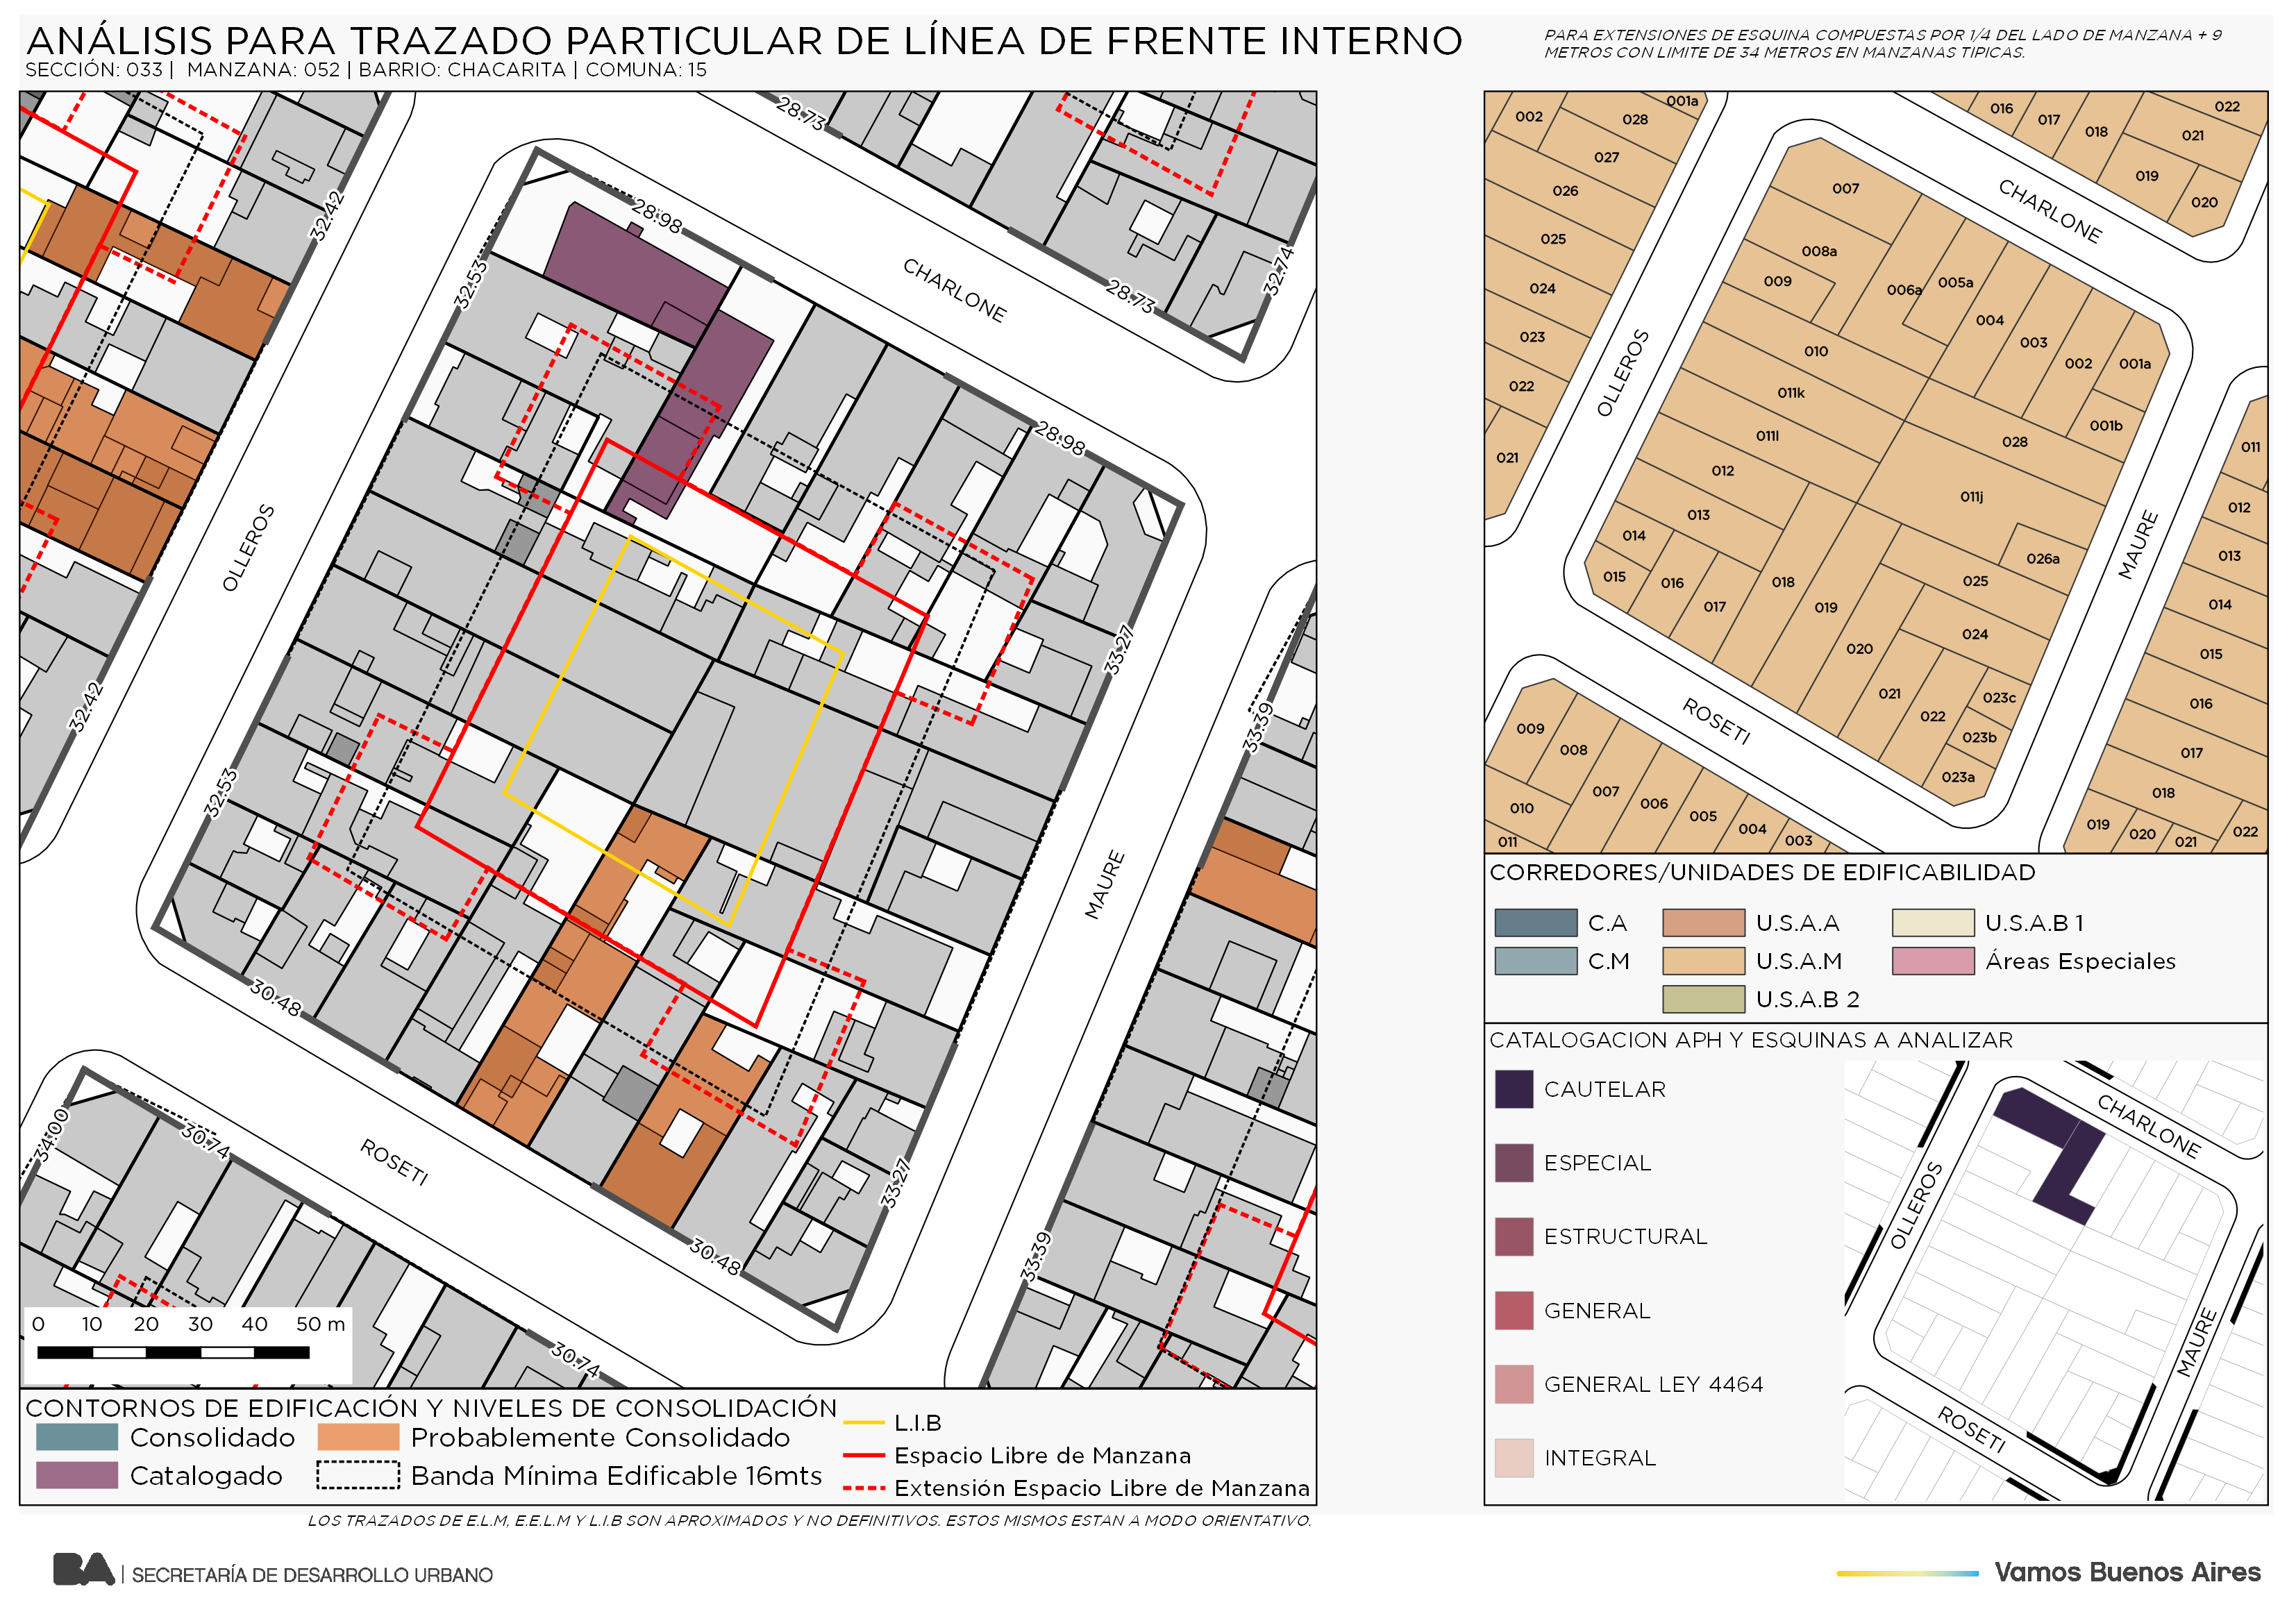 ANÁLISIS PARA TRAZADO PARTICULAR DE LÍNEA DE FRENTE INTERNO
SECCIÓN: 033 | MANZANA: 052 | BARRIO: CHACARITA | COMUNA: 15
PARA EXTENSIONES DE ESQUINA COMPUESTAS POR 1/4 DEL LADO DE MANZANA + 9
METROS CON LIMITE DE 34 METROS EN MANZANAS TIPICAS.
28.73
32.42
28.98
32.53
CHARLONE
28.73
32.74
28.98
OLLEROS
33.27
32.42
33.39
32.53
MAURE
30.48
34.00
30.74
ROSETI
33.27
30.48
33.39
30.74
0 10 20 30 40 50 m
CONTORNOS DE EDIFICACIÓN Y NIVELES DE CONSOLIDACIÓN
Consolidado
Probablemente Consolidado
Catalogado
Banda Mínima Edificable 16mts
L.I.B
Espacio Libre de Manzana
Extensión Espacio Libre de Manzana
LOS TRAZADOS DE E.L.M, E.E.L.M Y L.I.B SON APROXIMADOS Y NO DEFINITIVOS. ESTOS MISMOS ESTAN A MODO ORIENTATIVO.
001a
002
028
027
026
025
024
023
022
021
016
017
018
022
021
019
020
CHARLONE
007
008a
009
006a
005a
004
003
002
001a
001b
010
011k
011l
012
013
014
015
016
017
018
019
020
021
022
028
011j
026a
025
024
023c
023b
023a
OLLEROS
MAURE
ROSETI
011
012
013
014
015
016
017
018
019
020
021
022
009
008
007
006
005
004
003
010
011
CORREDORES/UNIDADES DE EDIFICABILIDAD
C.A
U.S.A.A
U.S.A.B 1
C.M
U.S.A.M
Áreas Especiales
U.S.A.B 2
CATALOGACION APH Y ESQUINAS A ANALIZAR
CAUTELAR
ESPECIAL
ESTRUCTURAL
GENERAL
GENERAL LEY 4464
INTEGRAL
CHARLONE
OLLEROS
MAURE
ROSETI
BA | SECRETARÍA DE DESARROLLO URBANO
Vamos Buenos Aires